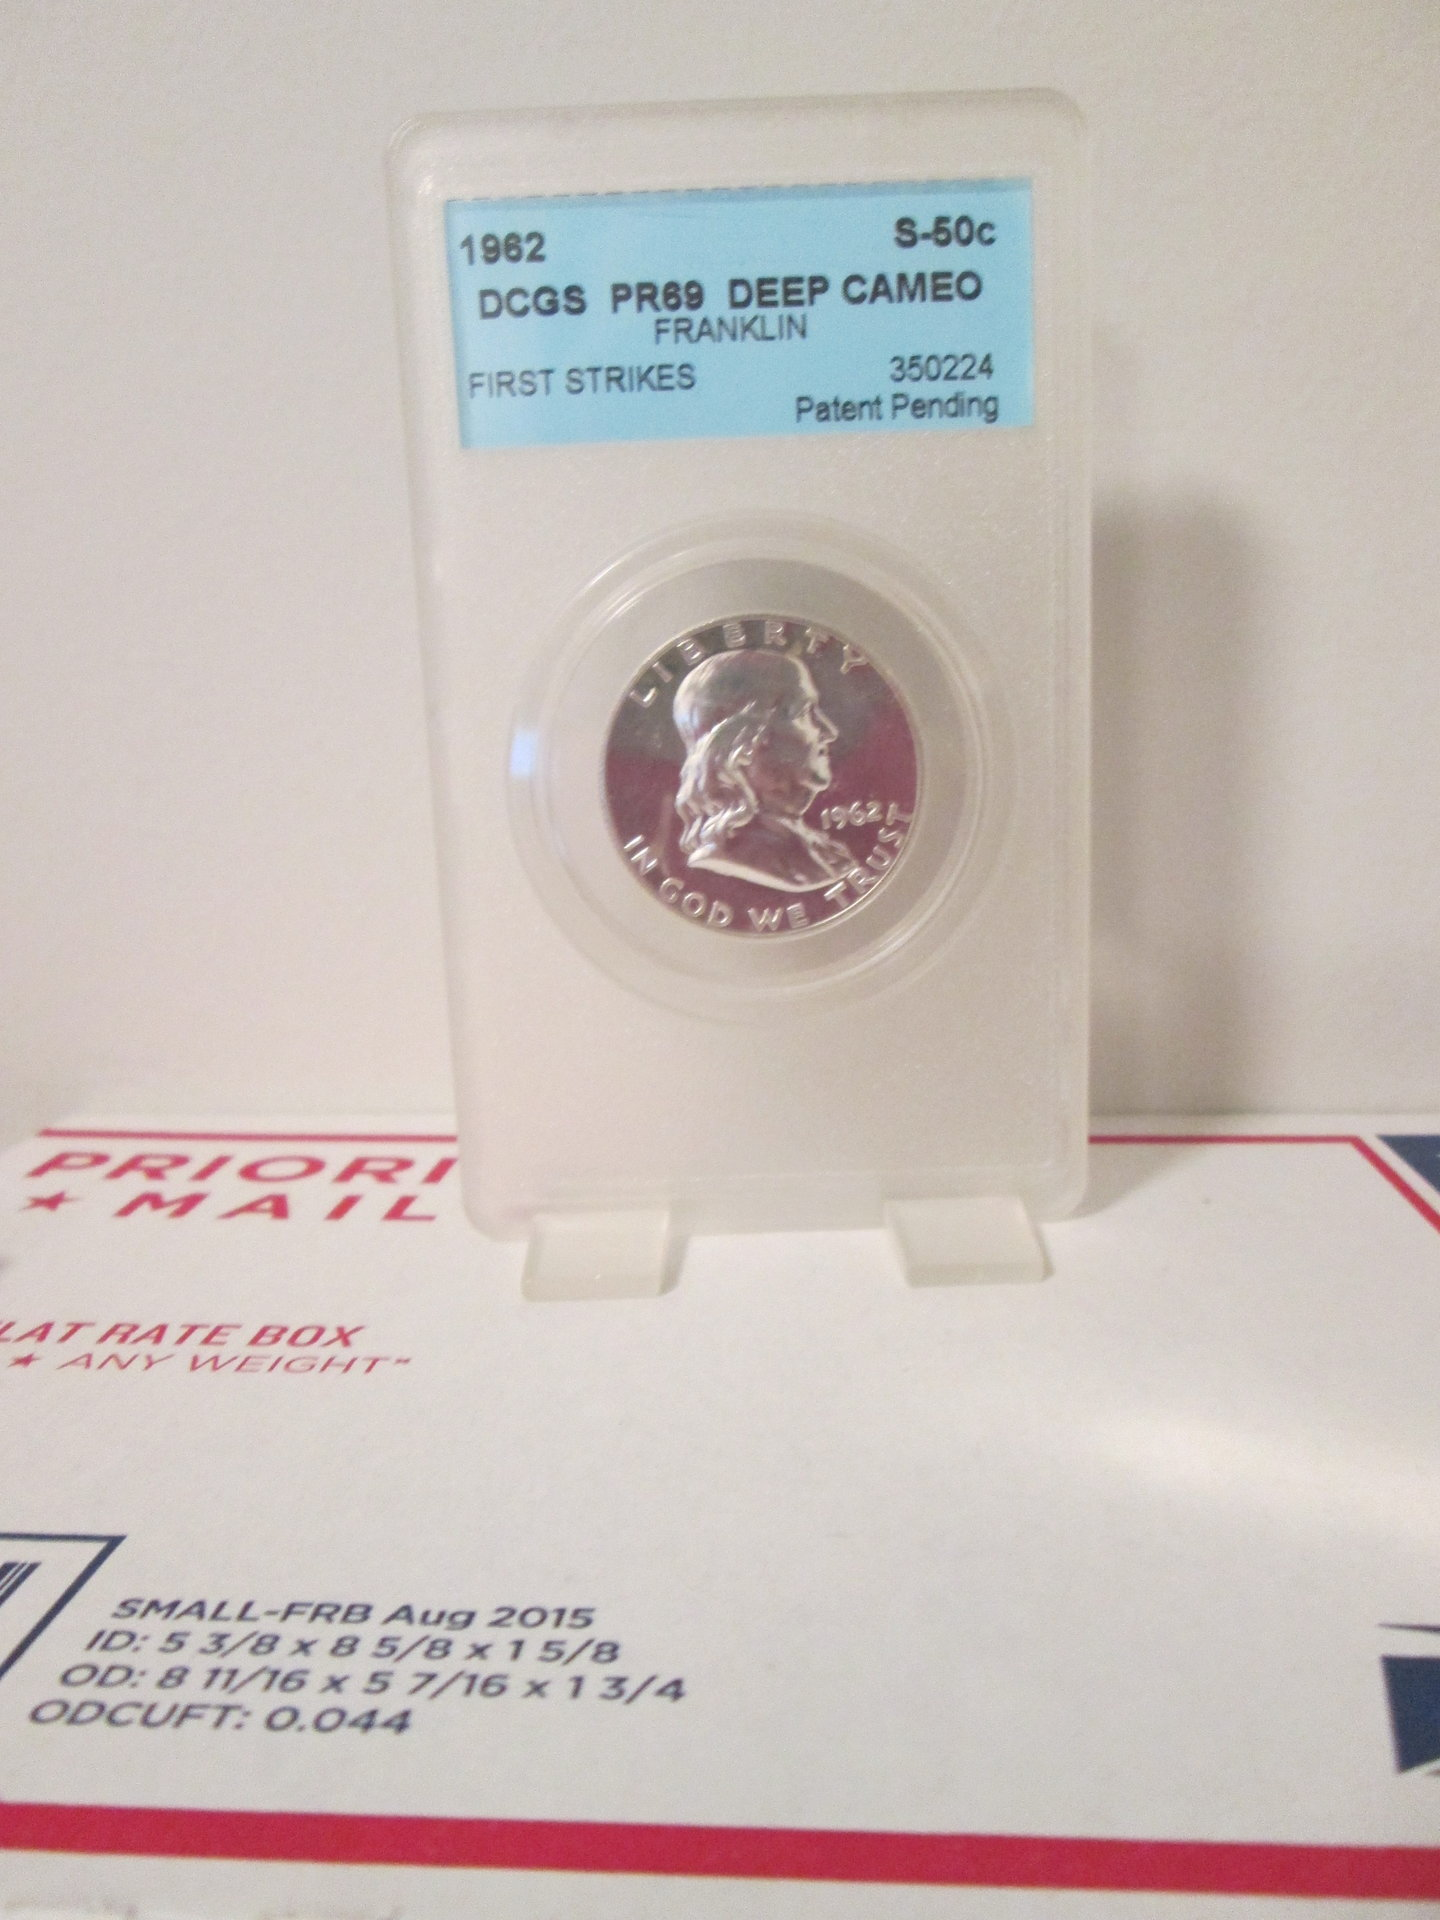 1962 S-50c
DCGS PR69 DEEP CAMEO
FRANKLIN
FIRST STRIKES 350224
Patent Pending
LIBERTY
1962
IN GOD WE TRUST
PRIORI
★ MAIL
LAT RATE BOX
★ ANY WEIGHT"
SMALL-FRB Aug 2015
ID: 5 3/8 x 8 5/8 x 1 5/8
OD: 8 11/16 x 5 7/16 x 1 3/4
ODCUFT: 0.044